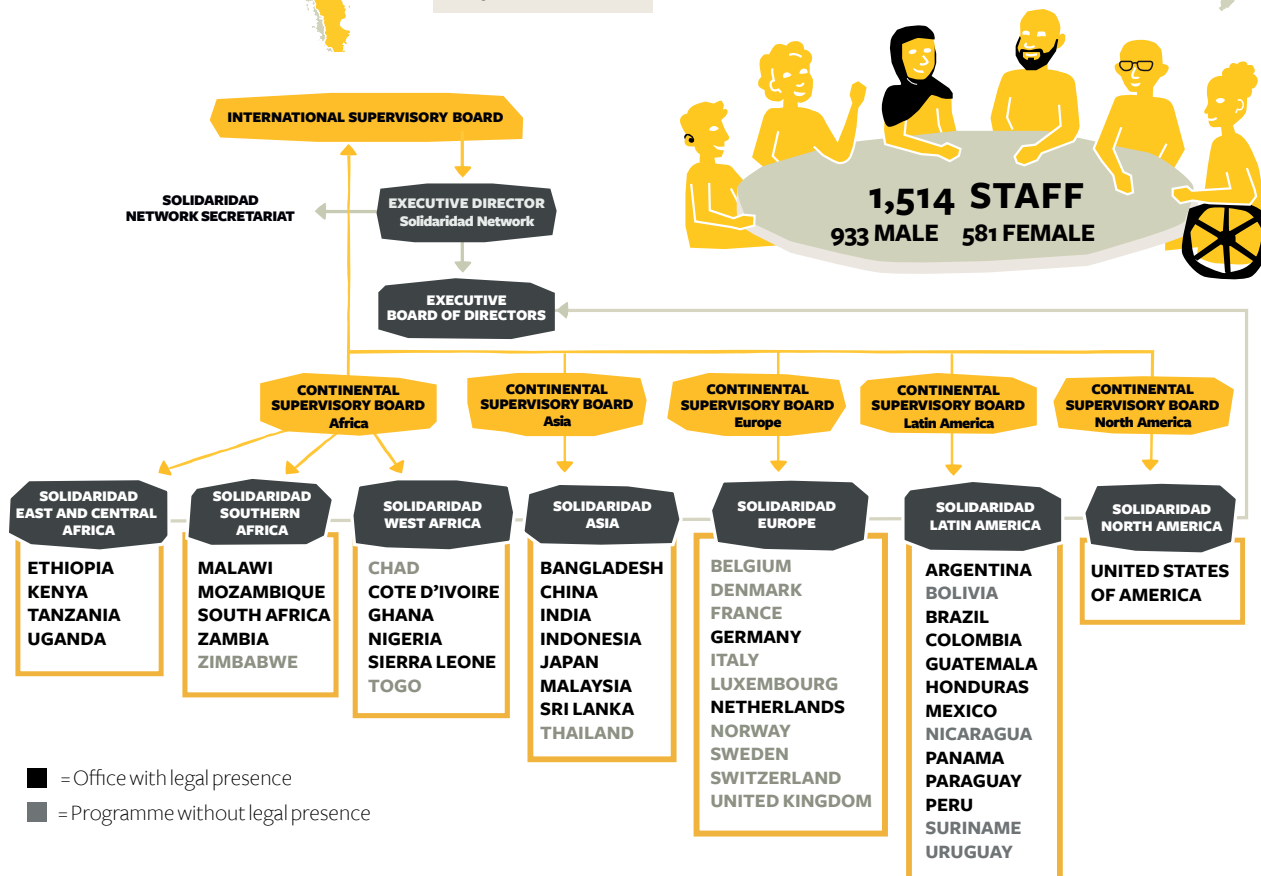 INTERNATIONAL SUPERVISORY BOARD
SOLIDARIDAD
NETWORK SECRETARIAT
EXECUTIVE DIRECTOR
Solidaridad Network
EXECUTIVE
BOARD OF DIRECTORS
1,514 STAFF
933 MALE 581 FEMALE
CONTINENTAL
SUPERVISORY BOARD
Africa
CONTINENTAL
SUPERVISORY BOARD
Asia
CONTINENTAL
SUPERVISORY BOARD
Europe
CONTINENTAL
SUPERVISORY BOARD
Latin America
CONTINENTAL
SUPERVISORY BOARD
North America
SOLIDARIDAD
EAST AND CENTRAL
AFRICA
ETHIOPIA
KENYA
TANZANIA
UGANDA
SOLIDARIDAD
SOUTHERN
AFRICA
MALAWI
MOZAMBIQUE
SOUTH AFRICA
ZAMBIA
ZIMBABWE
SOLIDARIDAD
WEST AFRICA
CHAD
COTE D'IVOIRE
GHANA
NIGERIA
SIERRA LEONE
TOGO
SOLIDARIDAD
ASIA
BANGLADESH
CHINA
INDIA
INDONESIA
JAPAN
MALAYSIA
SRI LANKA
THAILAND
SOLIDARIDAD
EUROPE
BELGIUM
DENMARK
FRANCE
GERMANY
ITALY
LUXEMBOURG
NETHERLANDS
NORWAY
SWEDEN
SWITZERLAND
UNITED KINGDOM
SOLIDARIDAD
LATIN AMERICA
ARGENTINA
BOLIVIA
BRAZIL
COLOMBIA
GUATEMALA
HONDURAS
MEXICO
NICARAGUA
PANAMA
PARAGUAY
PERU
SURINAME
URUGUAY
SOLIDARIDAD
NORTH AMERICA
UNITED STATES
OF AMERICA
= Office with legal presence
= Programme without legal presence